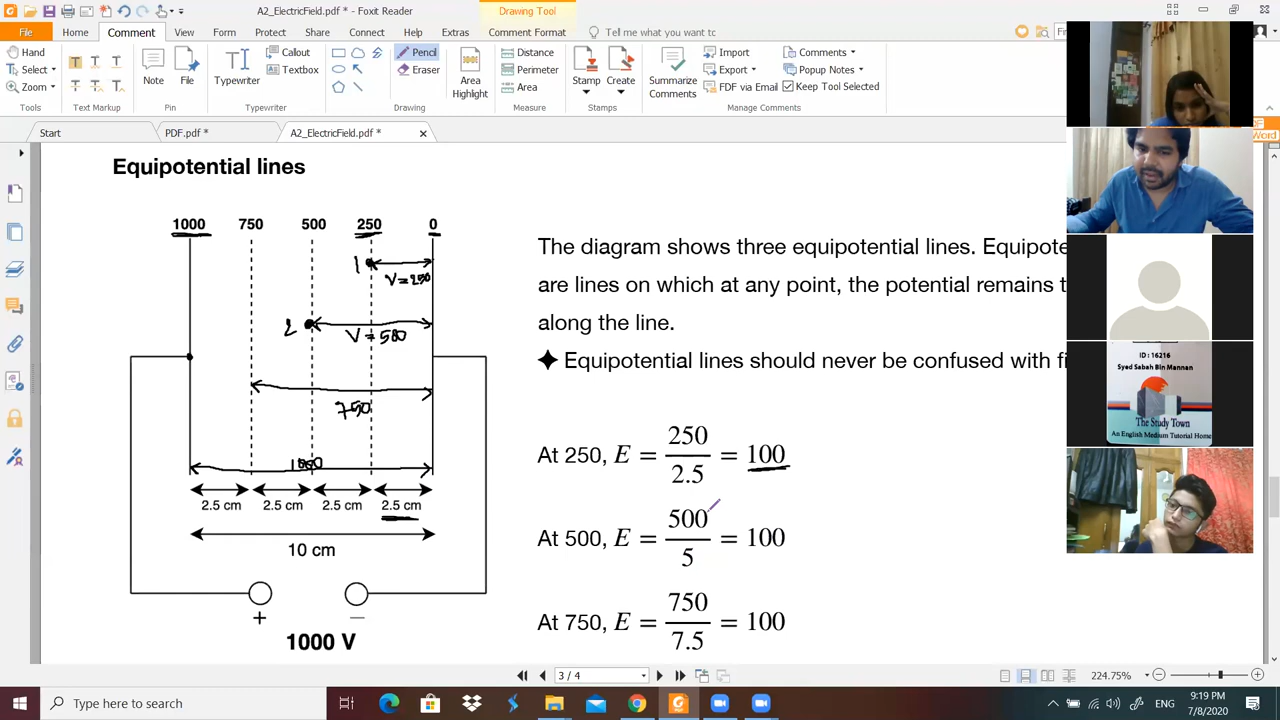 A2_ElectricField.pdf * - Foxit Reader
Drawing Tool
File Home Comment View Form Protect Share Connect Help Extras Comment Format Tell me what you want to
Hand
Select
Zoom
Tools
Text Markup
Note
File
Pin
Typewriter
Callout
Textbox
Typewriter
Pencil
Eraser
Drawing
Area
Highlight
Distance
Perimeter
Area
Measure
Stamp
Create
Stamps
Summarize
Comments
Import
Export
FDF via Email
Comments
Popup Notes
Keep Tool Selected
Manage Comments
Start
PDF.pdf *
A2_ElectricField.pdf *
Word
Equipotential lines
1000 750 500 250 0
1
V=250
2
V=500
750
1000
2.5 cm 2.5 cm 2.5 cm 2.5 cm
10 cm
+ −
1000 V
The diagram shows three equipotential lines.
are lines on which at any point, the potential remains
along the line.
✦ Equipotential lines should never be confused with
At 250, E = 250/2.5 = 100
At 500, E = 500/5 = 100
At 750, E = 750/7.5 = 100
ID : 16216
Syed Sabah Bin Mannan
The Study Town
An English Medium Tutorial Home
3 / 4
224.75%
Type here to search
ENG
9:19 PM
7/8/2020